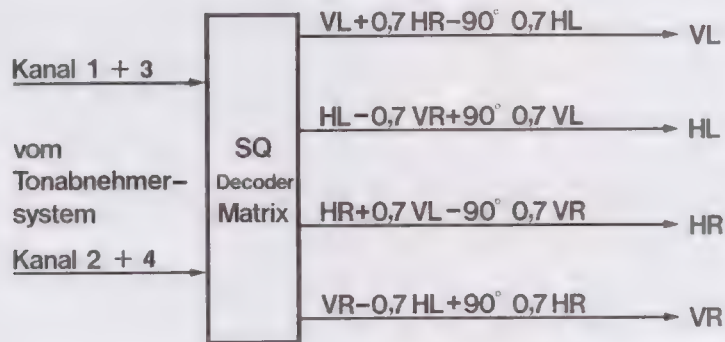 VL+0,7 HR−90° 0,7 HL
VL
Kanal 1 + 3
HL−0,7 VR+90° 0,7 VL
HL
vom
Tonabnehmer-
system
SQ
Decoder
Matrix
HR+0,7 VL−90° 0,7 VR
HR
Kanal 2 + 4
VR−0,7 HL+90° 0,7 HR
VR